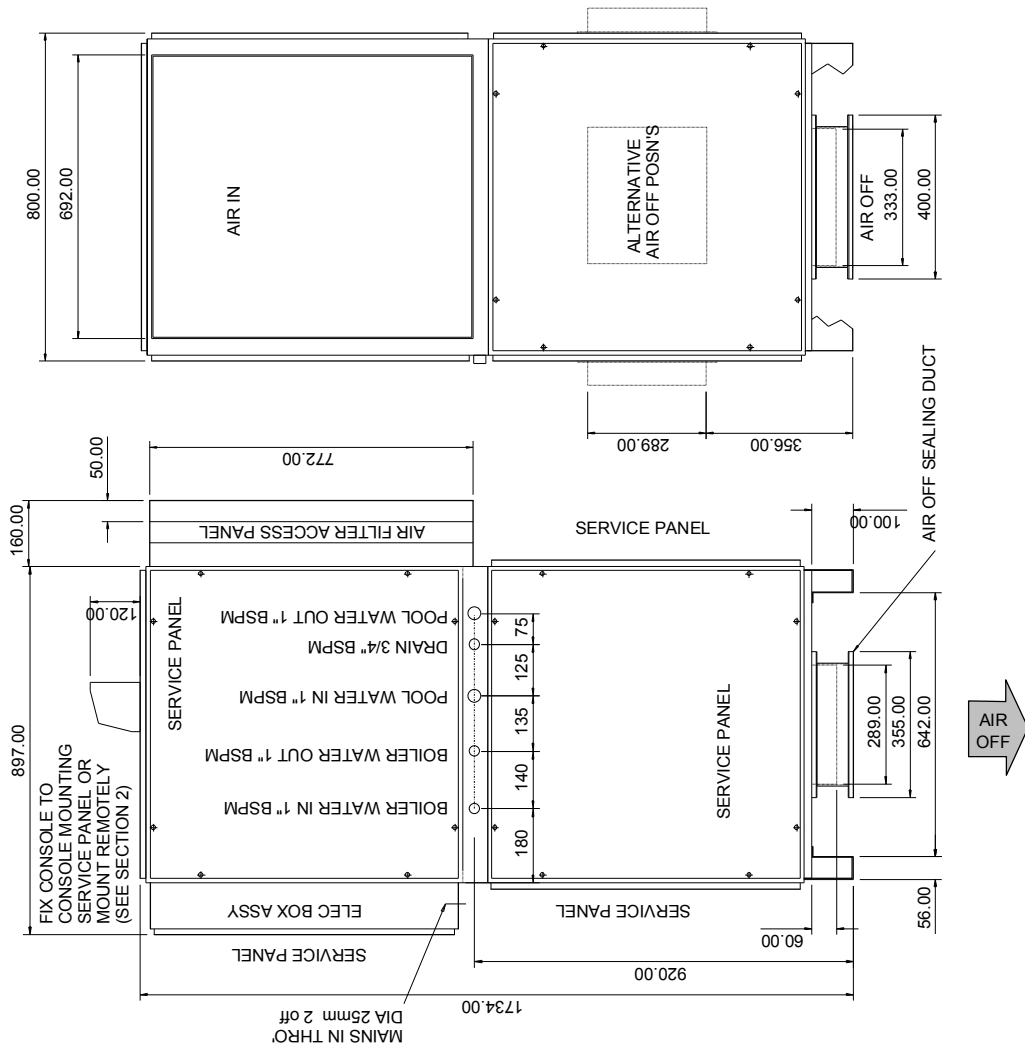 800.00
692.00
AIR IN
ALTERNATIVE
AIR OFF POSN'S
AIR OFF
333.00
400.00
289.00
356.00
50.00
160.00
772.00
897.00
120.00
FIX CONSOLE TO
CONSOLE MOUNTING
SERVICE PANEL OR
MOUNT REMOTELY
(SEE SECTION 2)
SERVICE PANEL
AIR FILTER ACCESS PANEL
POOL WATER OUT 1" BSPM
DRAIN 3/4" BSPM
POOL WATER IN 1" BSPM
BOILER WATER OUT 1" BSPM
BOILER WATER IN 1" BSPM
75
125
135
140
180
ELEC BOX ASSY
SERVICE PANEL
SERVICE PANEL
SERVICE PANEL
SERVICE PANEL
100.00
AIR OFF SEALING DUCT
289.00
355.00
642.00
56.00
60.00
920.00
1734.00
MAINS IN THRO'
DIA 25mm 2 off
AIR
OFF